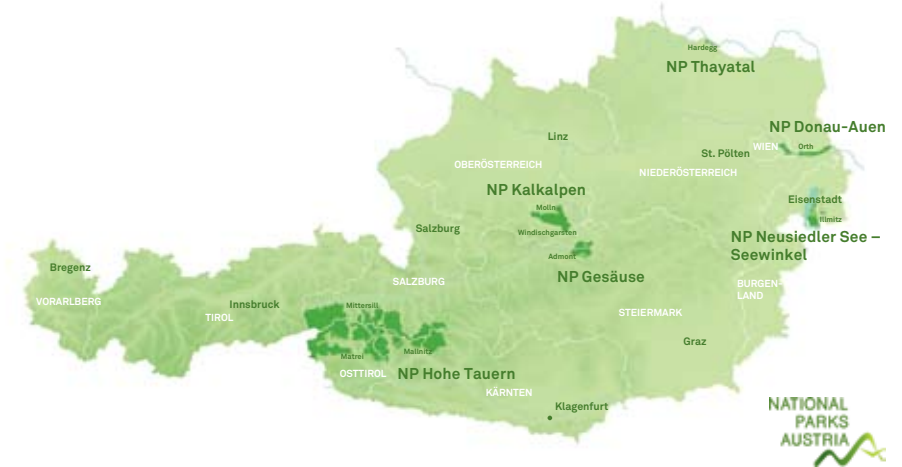 Hardegg
NP Thayatal
NP Donau-Auen
Linz
St. Pölten
WIEN
Orth
OBERÖSTERREICH
NIEDERÖSTERREICH
NP Kalkalpen
Molln
Eisenstadt
Illmitz
Salzburg
Windischgarsten
NP Neusiedler See –
Seewinkel
Admont
Bregenz
NP Gesäuse
SALZBURG
BURGEN-
LAND
VORARLBERG
Innsbruck
Mittersill
TIROL
STEIERMARK
Graz
Matrei
Mallnitz
OSTTIROL
NP Hohe Tauern
KÄRNTEN
Klagenfurt
NATIONAL
PARKS
AUSTRIA